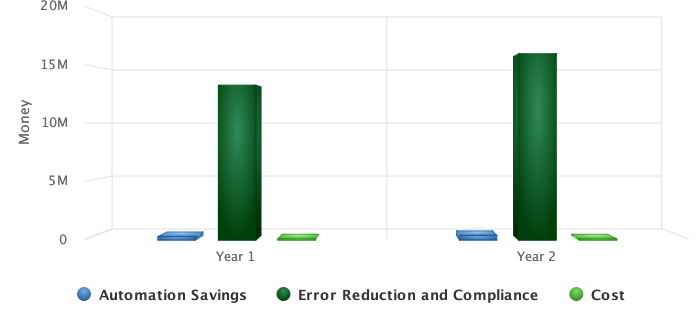 20M
15M
10M
5M
0
Money
Year 1 Year 2
Automation Savings Error Reduction and Compliance Cost